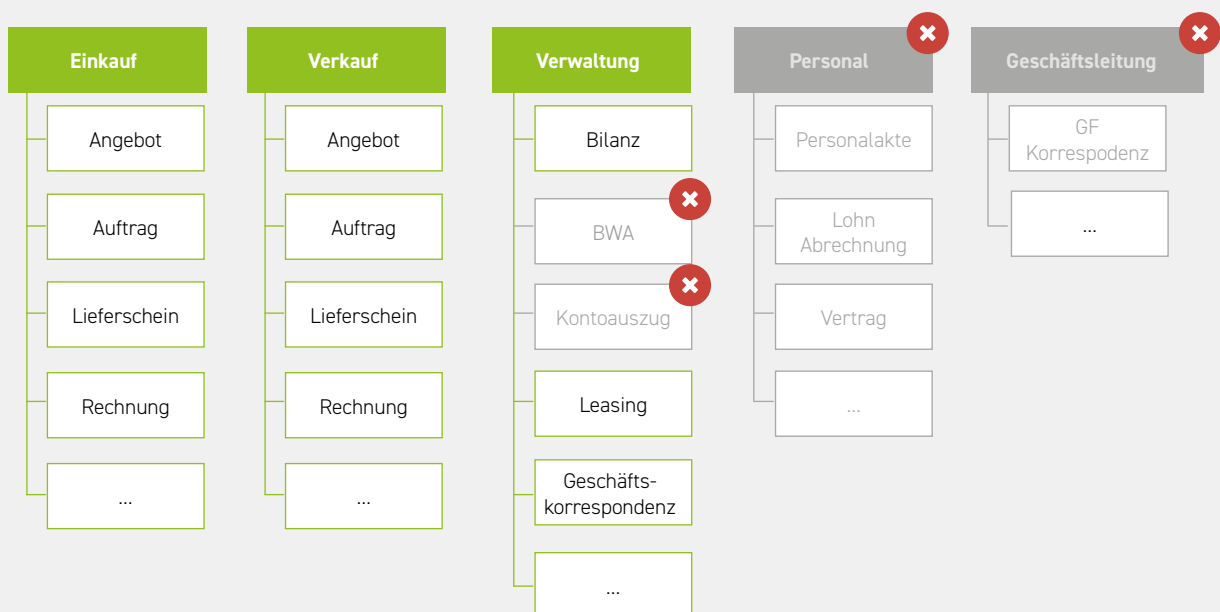 Einkauf
Angebot
Auftrag
Lieferschein
Rechnung
...
Verkauf
Angebot
Auftrag
Lieferschein
Rechnung
...
Verwaltung
Bilanz
BWA
Kontoauszug
Leasing
Geschäfts-
korrespondenz
...
Personal
Personalakte
Lohn
Abrechnung
Vertrag
...
Geschäftsleitung
GF
Korrespodenz
...